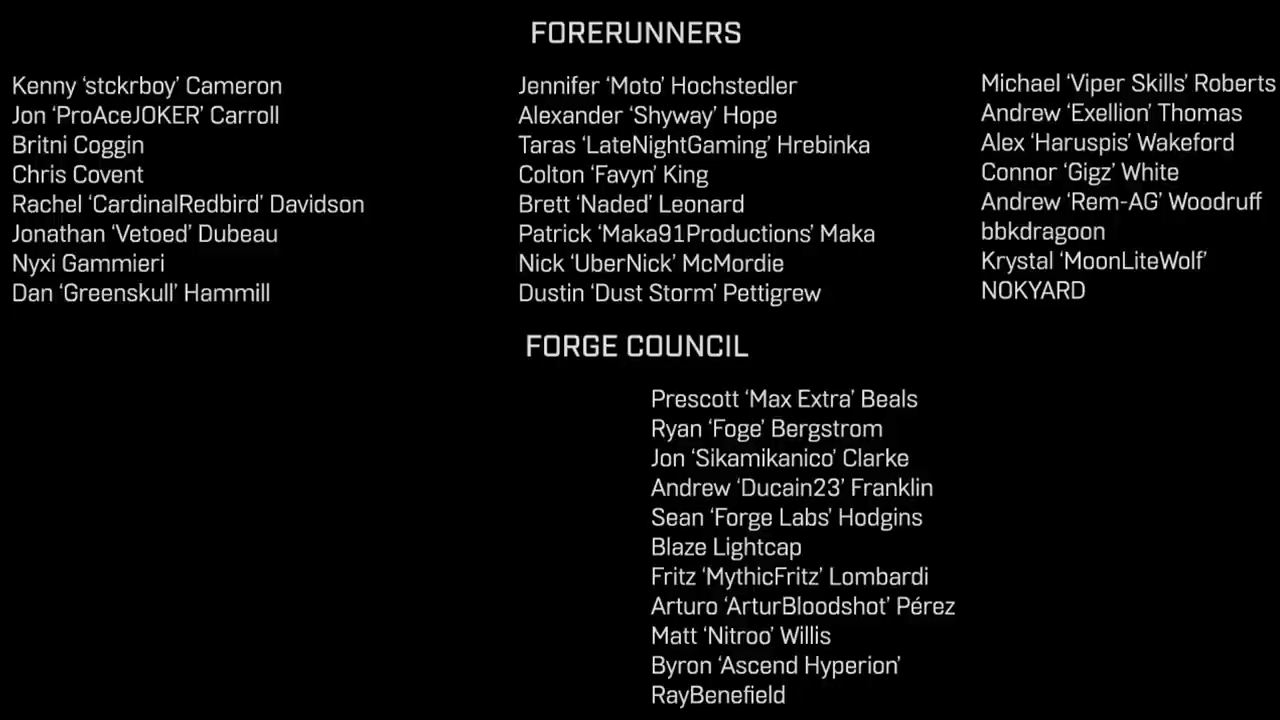 FORERUNNERS
Kenny ‘stckrboy’ Cameron
Jon ‘ProAceJOKER’ Carroll
Britni Coggin
Chris Covent
Rachel ‘CardinalRedbird’ Davidson
Jonathan ‘Vetoed’ Dubeau
Nyxi Gammieri
Dan ‘Greenskull’ Hammill
Jennifer ‘Moto’ Hochstedler
Alexander ‘Shyway’ Hope
Taras ‘LateNightGaming’ Hrebinka
Colton ‘Favyn’ King
Brett ‘Naded’ Leonard
Patrick ‘Maka91Productions’ Maka
Nick ‘UberNick’ McMordie
Dustin ‘Dust Storm’ Pettigrew
Michael ‘Viper Skills’ Roberts
Andrew ‘Exellion’ Thomas
Alex ‘Haruspis’ Wakeford
Connor ‘Gigz’ White
Andrew ‘Rem-AG’ Woodruff
bbkdragoon
Krystal ‘MoonLiteWolf’
NOKYARD
FORGE COUNCIL
Prescott ‘Max Extra’ Beals
Ryan ‘Foge’ Bergstrom
Jon ‘Sikamikanico’ Clarke
Andrew ‘Ducain23’ Franklin
Sean ‘Forge Labs’ Hodgins
Blaze Lightcap
Fritz ‘MythicFritz’ Lombardi
Arturo ‘ArturBloodshot’ Pérez
Matt ‘Nitroo’ Willis
Byron ‘Ascend Hyperion’
RayBenefield